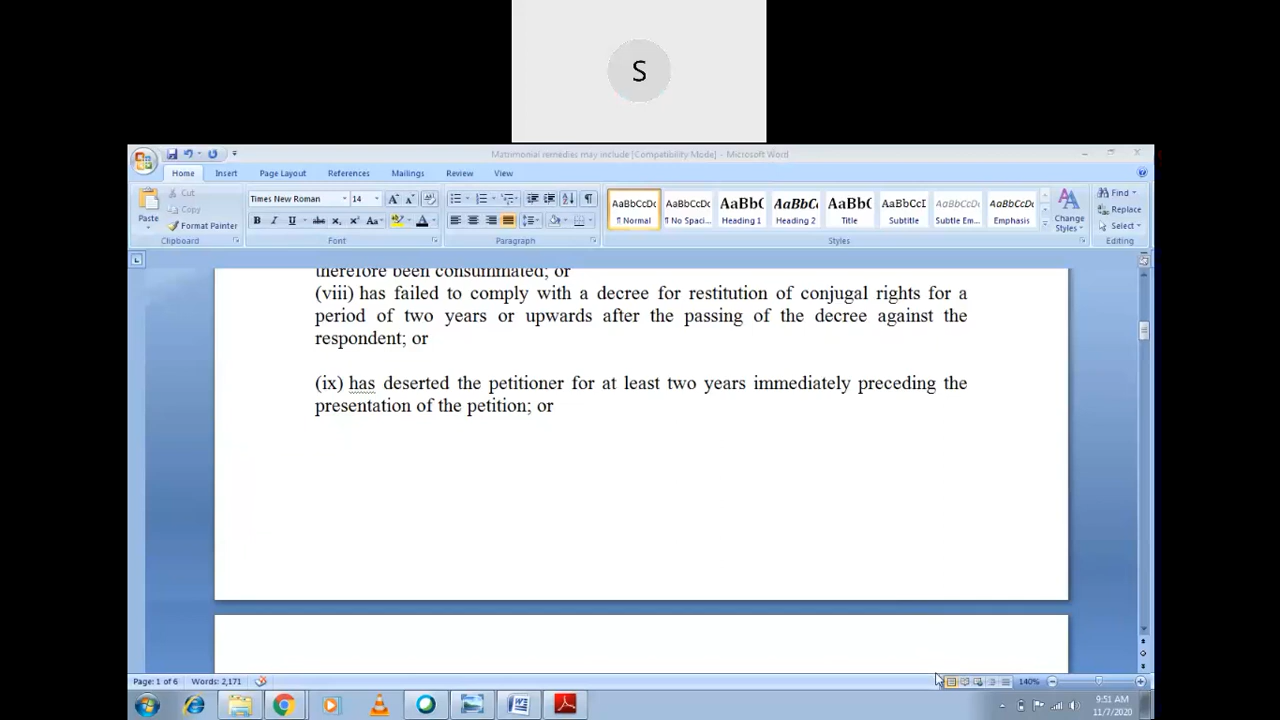 S
Matrimonial remedies may include [Compatibility Mode] - Microsoft Word
Home Insert Page Layout References Mailings Review View
Paste
Cut
Copy
Format Painter
Clipboard
Times New Roman 14
Font
Paragraph
AaBbCcDc AaBbCcDc AaBbC AaBbCc AaBbC AaBbCcI AaBbCcDc AaBbCcDc
¶ Normal ¶ No Spaci... Heading 1 Heading 2 Title Subtitle Subtle Em... Emphasis
Styles
Change Styles
Find
Replace
Select
Editing
therefore been consummated; or
(viii) has failed to comply with a decree for restitution of conjugal rights for a
period of two years or upwards after the passing of the decree against the
respondent; or
(ix) has deserted the petitioner for at least two years immediately preceding the
presentation of the petition; or
Page: 1 of 6 Words: 2,171 140%
9:51 AM
11/7/2020